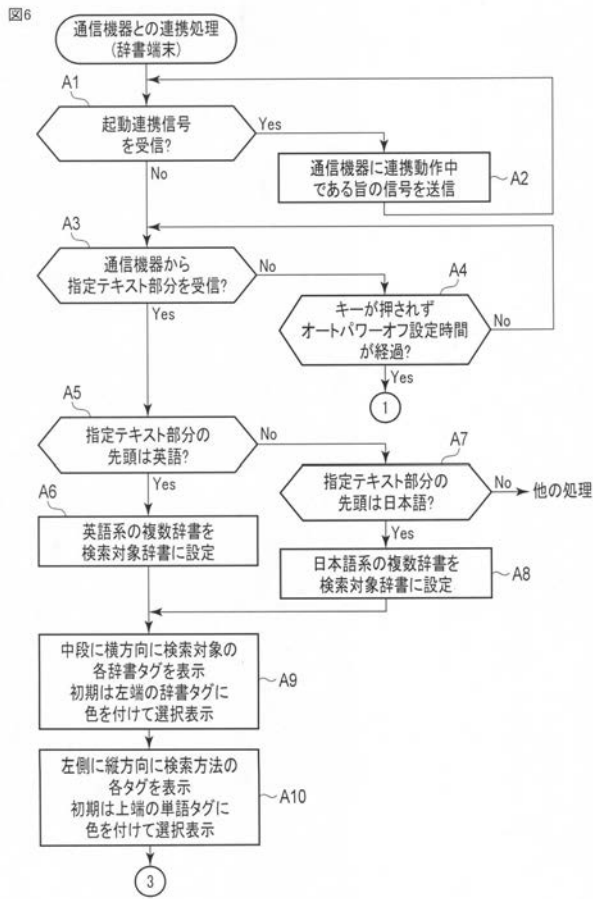 図6
通信機器との連携処理
(辞書端末)
A1
起動連携信号
を受信?
Yes
No
通信機器に連携動作中
である旨の信号を送信
A2
A3
通信機器から
指定テキスト部分を受信?
No
Yes
A4
キーが押されず
オートパワーオフ設定時間
が経過?
No
Yes
1
A5
指定テキスト部分の
先頭は英語?
No
Yes
A7
指定テキスト部分の
先頭は日本語?
No
他の処理
Yes
A6
英語系の複数辞書を
検索対象辞書に設定
日本語系の複数辞書を
検索対象辞書に設定
A8
中段に横方向に検索対象の
各辞書タグを表示
初期は左端の辞書タグに
色を付けて選択表示
A9
左側に縦方向に検索方法の
各タグを表示
初期は上端の単語タグに
色を付けて選択表示
A10
3